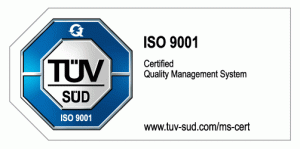 TÜV
SÜD
ISO 9001
ISO 9001
Certified
Quality Management System
www.tuv-sud.com/ms-cert